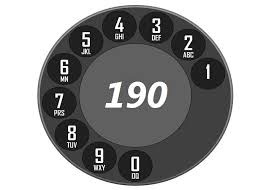 1
2
ABC
3
DEF
4
GHI
5
JKL
6
MN
7
PRS
8
TUV
9
WXY
0
OQ
190